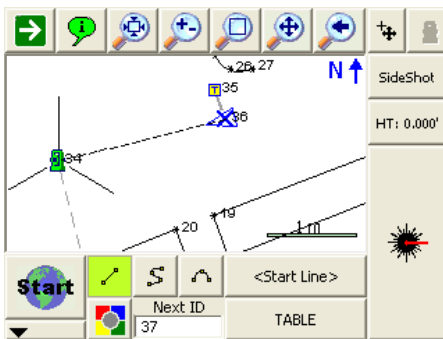 26 27
N
35
T
36
34
20
19
1 m
SideShot
HT: 0.000'
Start
<Start Line>
Next ID
37
TABLE